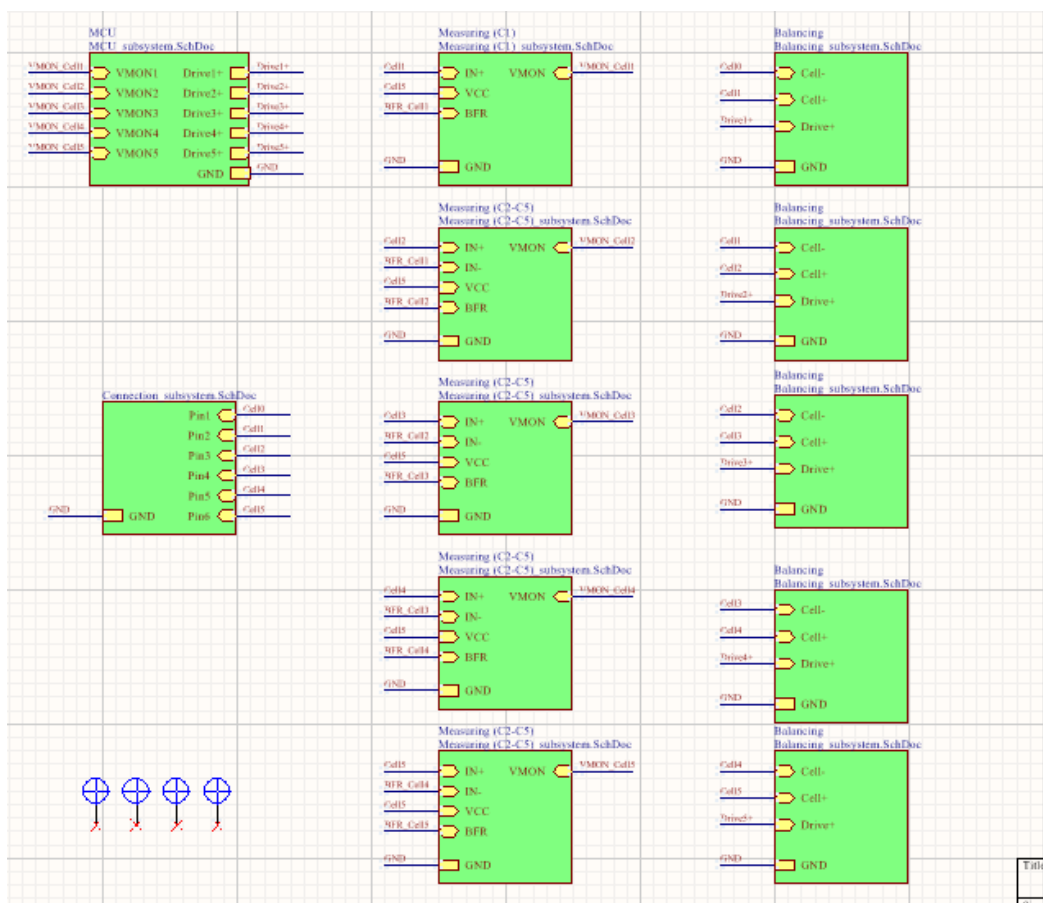 MCU
MCU_subsystem.SchDoc
VMON_Cell1 VMON1 Drive1+ Drive1+
VMON_Cell2 VMON2 Drive2+ Drive2+
VMON_Cell3 VMON3 Drive3+ Drive3+
VMON_Cell4 VMON4 Drive4+ Drive4+
VMON_Cell5 VMON5 Drive5+ Drive5+
GND GND
Measuring (C1)
Measuring (C1)_subsystem.SchDoc
Cell1 IN+ VMON VMON_Cell1
Cell5 VCC
BFR_Cell1 BFR
GND GND
Balancing
Balancing_subsystem.SchDoc
Cell0 Cell-
Cell1 Cell+
Drive1+ Drive+
GND GND
Measuring (C2-C5)
Measuring (C2-C5)_subsystem.SchDoc
Cell2 IN+ VMON VMON_Cell2
BFR_Cell1 IN-
Cell5 VCC
BFR_Cell2 BFR
GND GND
Balancing
Balancing_subsystem.SchDoc
Cell1 Cell-
Cell2 Cell+
Drive2+ Drive+
GND GND
Connection_subsystem.SchDoc
Pin1 Cell0
Pin2 Cell1
Pin3 Cell2
Pin4 Cell3
Pin5 Cell4
GND GND Pin6 Cell5
Measuring (C2-C5)
Measuring (C2-C5)_subsystem.SchDoc
Cell3 IN+ VMON VMON_Cell3
BFR_Cell2 IN-
Cell5 VCC
BFR_Cell3 BFR
GND GND
Balancing
Balancing_subsystem.SchDoc
Cell2 Cell-
Cell3 Cell+
Drive3+ Drive+
GND GND
Measuring (C2-C5)
Measuring (C2-C5)_subsystem.SchDoc
Cell4 IN+ VMON VMON_Cell4
BFR_Cell3 IN-
Cell5 VCC
BFR_Cell4 BFR
GND GND
Balancing
Balancing_subsystem.SchDoc
Cell3 Cell-
Cell4 Cell+
Drive4+ Drive+
GND GND
Measuring (C2-C5)
Measuring (C2-C5)_subsystem.SchDoc
Cell5 IN+ VMON VMON_Cell5
BFR_Cell4 IN-
Cell5 VCC
BFR_Cell5 BFR
GND GND
Balancing
Balancing_subsystem.SchDoc
Cell4 Cell-
Cell5 Cell+
Drive5+ Drive+
GND GND
Title